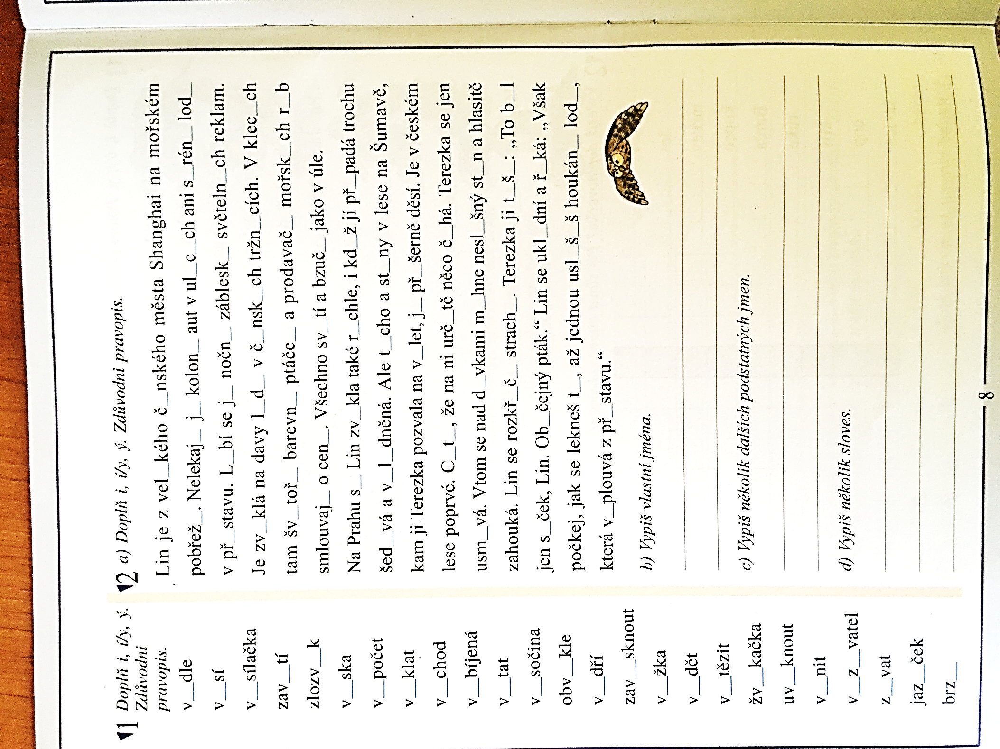 1 Doplň i, í/y, ý.
Zdůvodni
pravopis.
v__dle
v__sí
v__sílačka
zav__tí
zlozv__k
v__ska
v__počet
v__klat
v__chod
v__bíjená
v__tat
v__sočina
obv__kle
v__dří
zav__sknout
v__žka
v__dět
v__tězit
žv__kačka
uv__knout
v__nit
v__z__vatel
z__vat
jaz__ček
brz__
2 a) Doplň i, í/y, ý. Zdůvodni pravopis.
Lin je z vel_kého č_nského města Shanghai na mořském
pobřež_. Nelekaj_ j_ kolon_ aut v ul_c_ch ani s_rén_ lod_
v př_stavu. L_bí se j_ nočn_ záblesk_ světeln_ch reklam.
Je zv_klá na davy l_d_ v č_nsk_ch tržn_cích. V klec_ch
tam šv_toř_ barevn_ ptáčc_ a prodavač_ mořsk_ch r_b
smlouvaj_ o cen_. Všechno sv_tí a bzuč_ jako v úle.
Na Prahu s_ Lin zv_kla také r_chle, i kd_ž jí př_padá trochu
šed_vá a v_l_dněná. Ale t_cho a st_ny v lese na Šumavě,
kam ji Terezka pozvala na v_let, j_ př_šerně děsí. Je v českém
lese poprvé. C_t_, že na ni urč_tě něco č_há. Terezka se jen
usm_vá. Vtom se nad d_vkami m_hne nesl_šný st_n a hlasitě
zahouká. Lin se rozkř_č_ strach_. Terezka ji t_š_: „To b_l
jen s_ček, Lin. Ob_čejný pták.“ Lin se ukl_dní a ř_ká: „Však
počkej, jak se lekneš t_, až jednou usl_š_š houkán_ lod_,
která v_plouvá z př_stavu.“
b) Vypiš vlastní jména.
c) Vypiš několik dalších podstatných jmen.
d) Vypiš několik sloves.
8